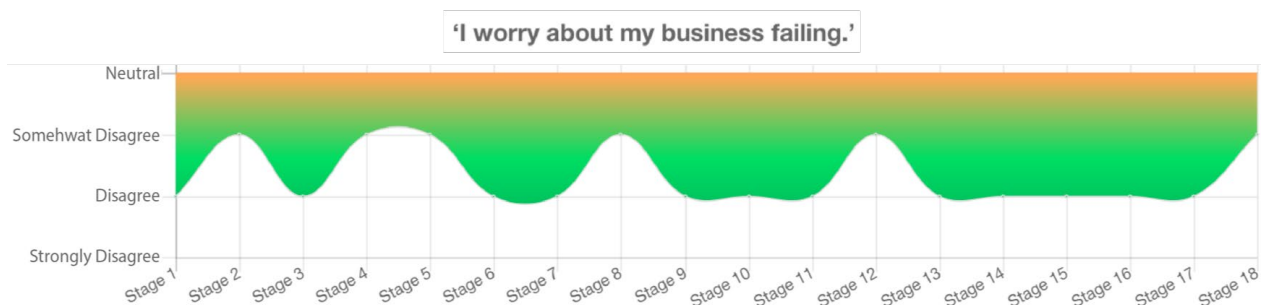 ‘I worry about my business failing.’
Neutral
Somehwat Disagree
Disagree
Strongly Disagree
Stage 1
Stage 2
Stage 3
Stage 4
Stage 5
Stage 6
Stage 7
Stage 8
Stage 9
Stage 10
Stage 11
Stage 12
Stage 13
Stage 14
Stage 15
Stage 16
Stage 17
Stage 18